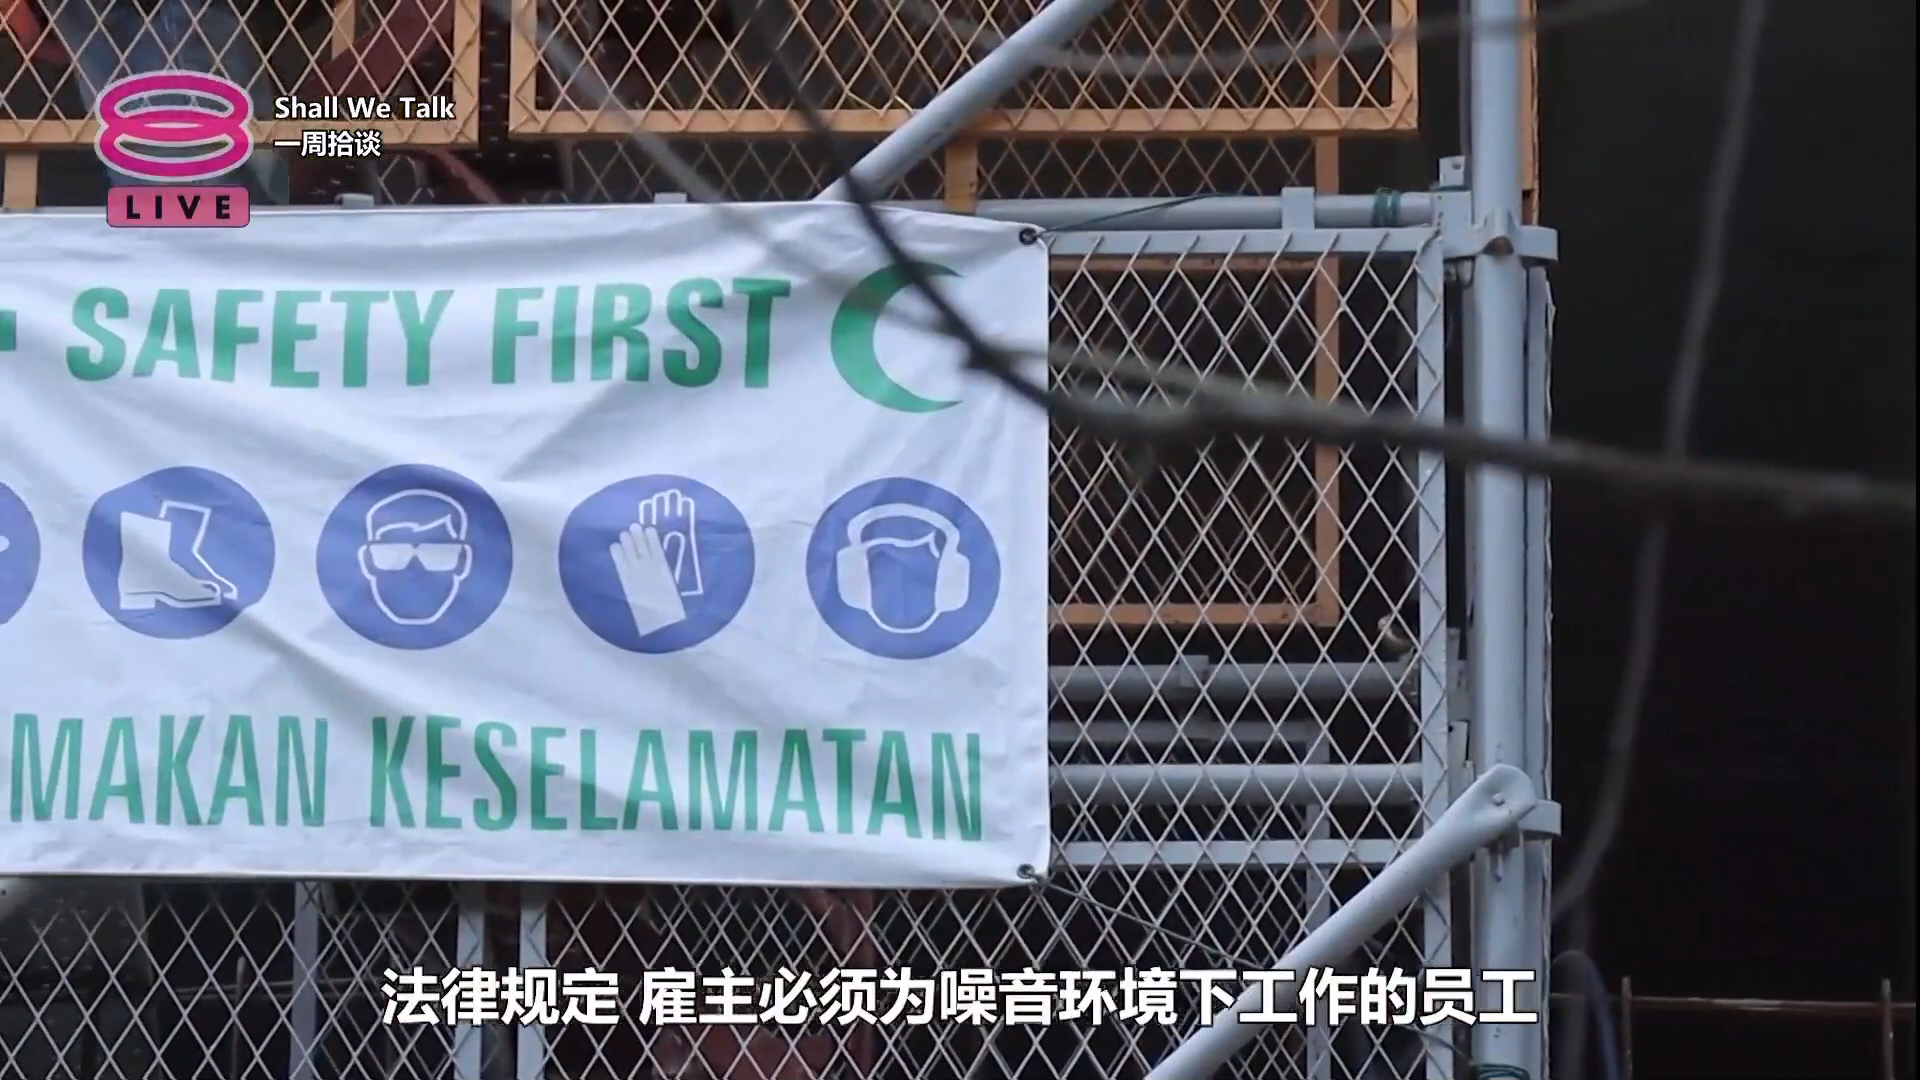 Shall We Talk
一周拾谈
LIVE
SAFETY FIRST
MAKAN KESELAMATAN
法律规定 雇主必须为噪音环境下工作的员工